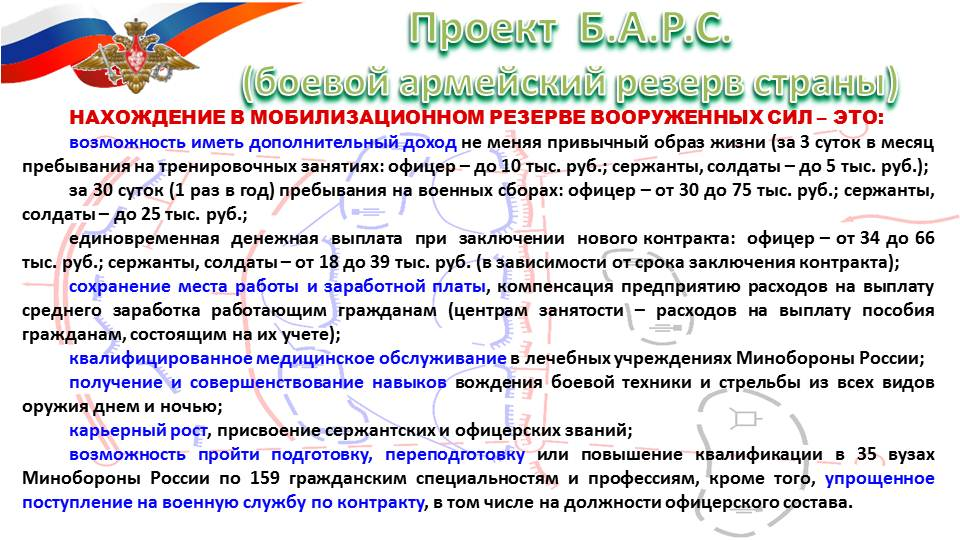 Проект Б.А.Р.С.
(боевой армейский резерв страны)
НАХОЖДЕНИЕ В МОБИЛИЗАЦИОННОМ РЕЗЕРВЕ ВООРУЖЕННЫХ СИЛ – ЭТО:
возможность иметь дополнительный доход не меняя привычный образ жизни (за 3 суток в месяц
пребывания на тренировочных занятиях: офицер – до 10 тыс. руб.; сержанты, солдаты – до 5 тыс. руб.);
за 30 суток (1 раз в год) пребывания на военных сборах: офицер – от 30 до 75 тыс. руб.; сержанты,
солдаты – до 25 тыс. руб.;
единовременная денежная выплата при заключении нового контракта: офицер – от 34 до 66
тыс. руб.; сержанты, солдаты – от 18 до 39 тыс. руб. (в зависимости от срока заключения контракта);
сохранение места работы и заработной платы, компенсация предприятию расходов на выплату
среднего заработка работающим гражданам (центрам занятости – расходов на выплату пособия
гражданам, состоящим на их учете);
квалифицированное медицинское обслуживание в лечебных учреждениях Минобороны России;
получение и совершенствование навыков вождения боевой техники и стрельбы из всех видов
оружия днем и ночью;
карьерный рост, присвоение сержантских и офицерских званий;
возможность пройти подготовку, переподготовку или повышение квалификации в 35 вузах
Минобороны России по 159 гражданским специальностям и профессиям, кроме того, упрощенное
поступление на военную службу по контракту, в том числе на должности офицерского состава.